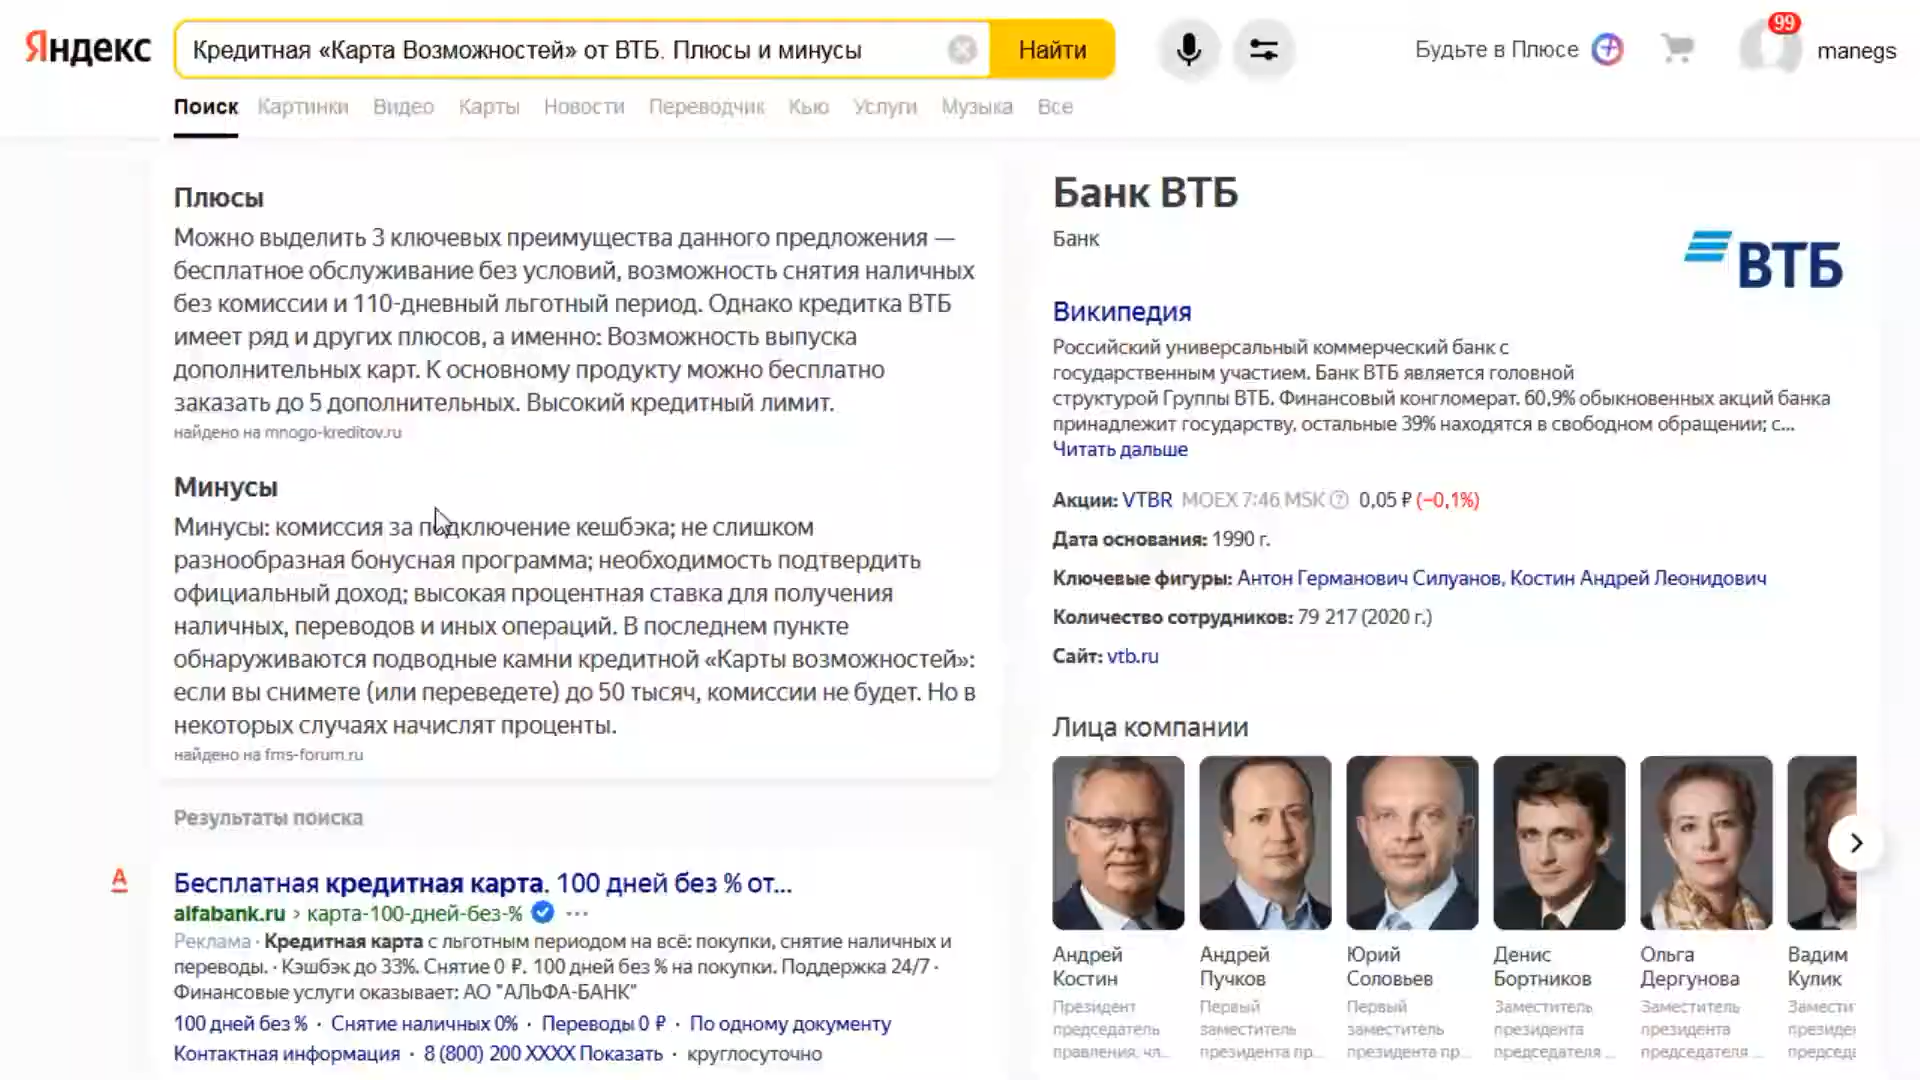 Яндекс
Кредитная «Карта Возможностей» от ВТБ. Плюсы и минусы
Найти
Будьте в Плюсе
99
manegs
Поиск Картинки Видео Карты Новости Переводчик Кью Услуги Музыка Все
Плюсы
Можно выделить 3 ключевых преимущества данного предложения —
бесплатное обслуживание без условий, возможность снятия наличных
без комиссии и 110-дневный льготный период. Однако кредитка ВТБ
имеет ряд и других плюсов, а именно: Возможность выпуска
дополнительных карт. К основному продукту можно бесплатно
заказать до 5 дополнительных. Высокий кредитный лимит.
найдено на mnogo-kreditov.ru
Минусы
Минусы: комиссия за подключение кешбэка; не слишком
разнообразная бонусная программа; необходимость подтвердить
официальный доход; высокая процентная ставка для получения
наличных, переводов и иных операций. В последнем пункте
обнаруживаются подводные камни кредитной «Карты возможностей»:
если вы снимете (или переведете) до 50 тысяч, комиссии не будет. Но в
некоторых случаях начислят проценты.
найдено на fms-forum.ru
Результаты поиска
Бесплатная кредитная карта. 100 дней без % от...
alfabank.ru › карта-100-дней-без-%
Реклама · Кредитная карта с льготным периодом на всё: покупки, снятие наличных и
переводы. · Кэшбэк до 33%. Снятие 0 ₽. 100 дней без % на покупки. Поддержка 24/7 ·
Финансовые услуги оказывает: АО "АЛЬФА-БАНК"
100 дней без % · Снятие наличных 0% · Переводы 0 ₽ · По одному документу
Контактная информация · 8 (800) 200 XXXX Показать · круглосуточно
Банк ВТБ
Банк
ВТБ
Википедия
Российский универсальный коммерческий банк с
государственным участием. Банк ВТБ является головной
структурой Группы ВТБ. Финансовый конгломерат. 60,9% обыкновенных акций банка
принадлежит государству, остальные 39% находятся в свободном обращении; с...
Читать дальше
Акции: VTBR MOEX 7:46 MSK ? 0,05 ₽ (−0,1%)
Дата основания: 1990 г.
Ключевые фигуры: Антон Германович Силуанов, Костин Андрей Леонидович
Количество сотрудников: 79 217 (2020 г.)
Сайт: vtb.ru
Лица компании
Андрей Костин
Президент председатель правления, чл...
Андрей Пучков
Первый заместитель президента пр...
Юрий Соловьев
Первый заместитель президента пр...
Денис Бортников
Заместитель президента председателя ...
Ольга Дергунова
Заместитель президента председателя ...
Вадим Кулик